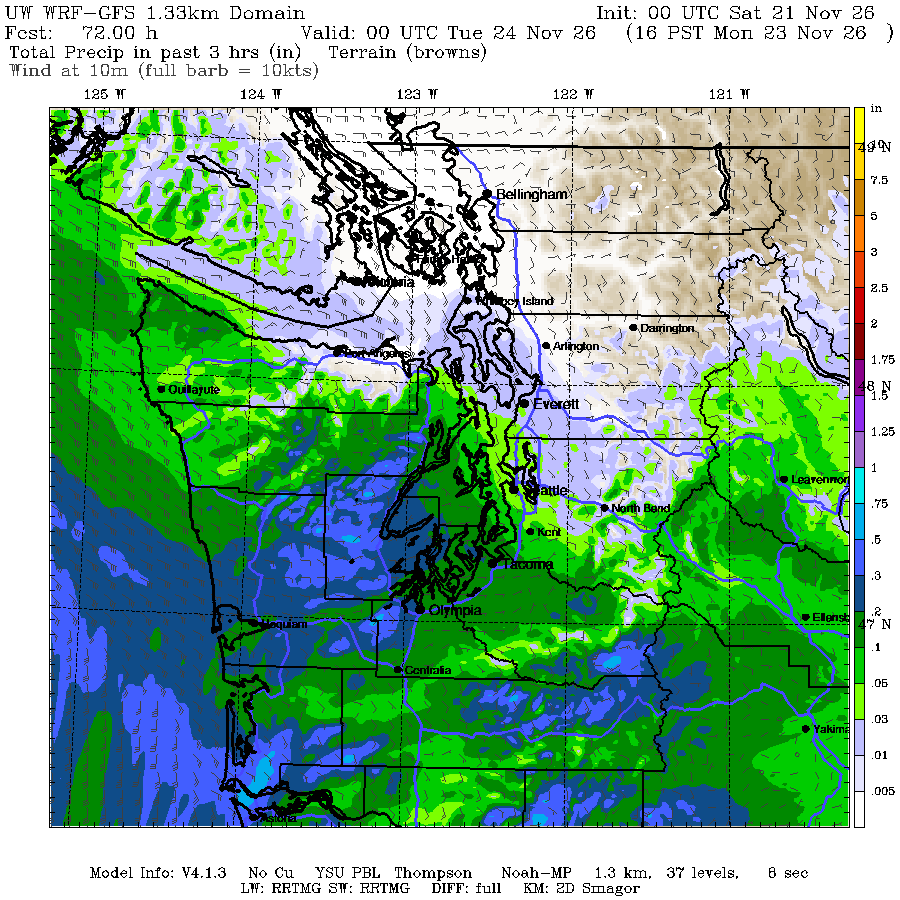 UW WRF-GFS 1.33km Domain Init: 00 UTC Sat 21 Nov 26
Fcst: 72.00 h Valid: 00 UTC Tue 24 Nov 26 (16 PST Mon 23 Nov 26 )
Total Precip in past 3 hrs (in) Terrain (browns)
Wind at 10m (full barb = 10kts)
125 W 124 W 123 W 122 W 121 W
in
10
49 N
7.5
Bellingham
5
3
Victoria
2.5
Island
2
Darrington
Arlington
Port Angeles
1.75
48 N
Quillayute
1.5
Everett
1.25
1
Leavenwor
Seattle
.75
North Bend
Kent
.5
Tacoma
.3
Olympia
.2
Ellensb
47 N
Hoquiam
.1
Centralia
.05
.03
Yakima
.01
.005
Astoria
Model Info: V4.1.3 No Cu YSU PBL Thompson Noah-MP 1.3 km, 37 levels, 8 sec
LW: RRTMG SW: RRTMG DIFF: full KM: 2D Smagor